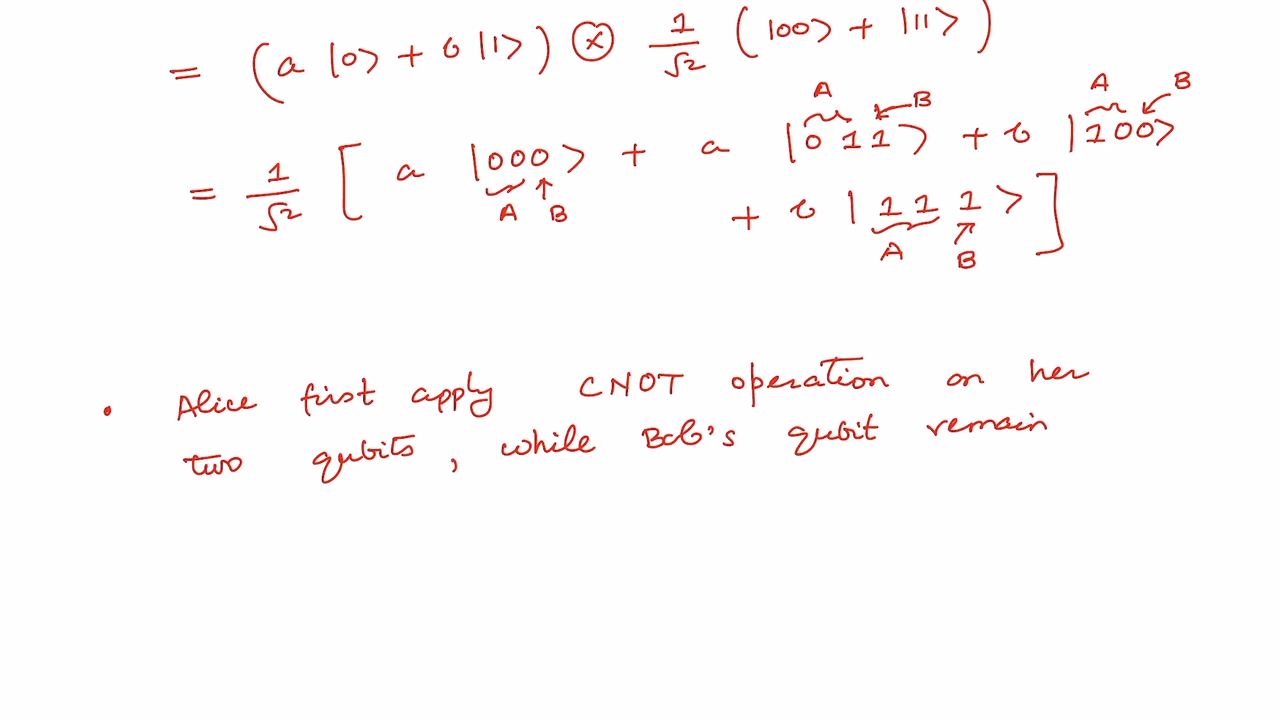 = (a |0> + b |1>) ⊗ 1/√2 (|00> + |11>)
A B A B
= 1/√2 [ a |000> + a |011> + b |100>
A B
+ b |111> ]
A B
• Alice first apply CNOT operation on her
two qubits, while Bob's qubit remain